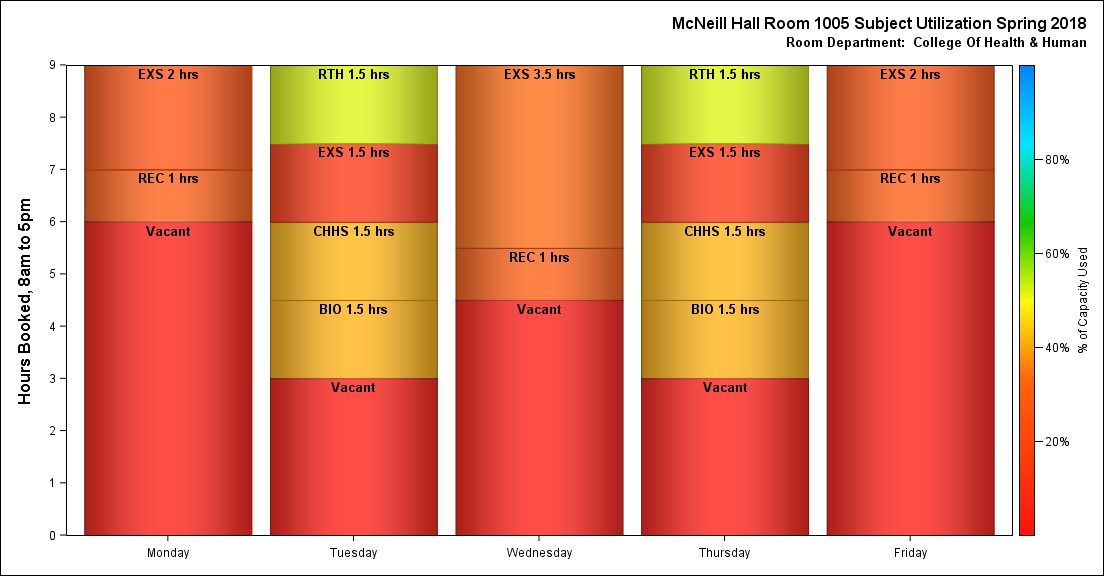 McNeill Hall Room 1005 Subject Utilization Spring 2018
Room Department:  College Of Health & Human
Hours Booked, 8am to 5pm
9
8
7
6
5
4
3
2
1
0
EXS 2 hrs
REC 1 hrs
Vacant
RTH 1.5 hrs
EXS 1.5 hrs
CHHS 1.5 hrs
BIO 1.5 hrs
Vacant
EXS 3.5 hrs
REC 1 hrs
Vacant
RTH 1.5 hrs
EXS 1.5 hrs
CHHS 1.5 hrs
BIO 1.5 hrs
Vacant
EXS 2 hrs
REC 1 hrs
Vacant
Monday
Tuesday
Wednesday
Thursday
Friday
80%
60%
40%
20%
% of Capacity Used